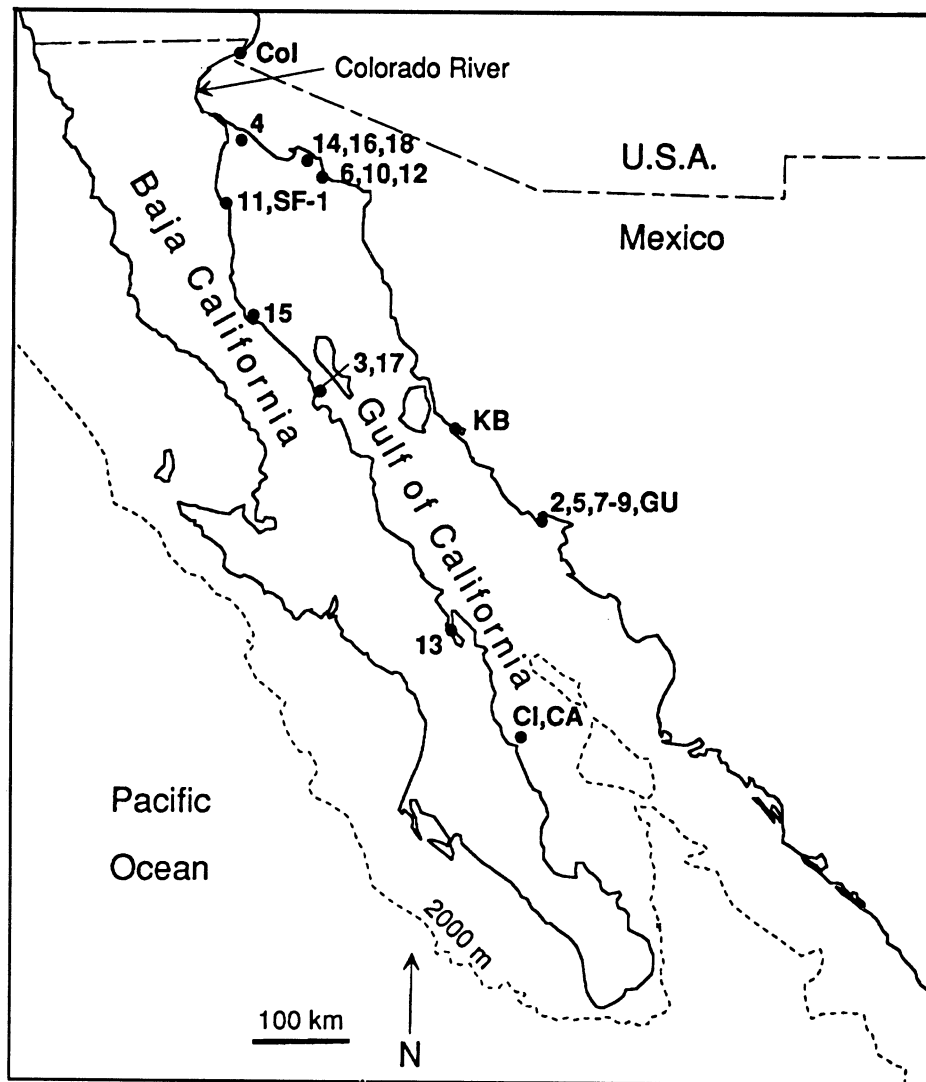 Col
Colorado River
4
14,16,18
6,10,12
U.S.A.
11,SF-1
Mexico
Baja California
15
3,17
KB
Gulf of California
2,5,7-9,GU
13
CI,CA
Pacific
Ocean
2000 m
100 km
N